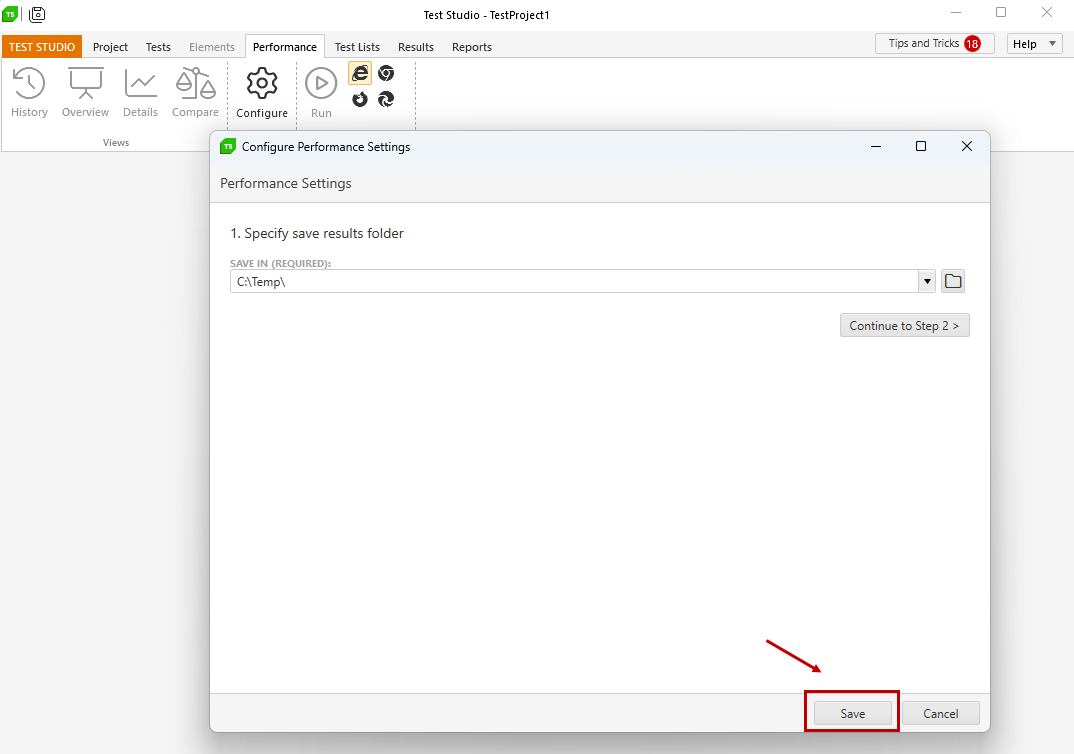 TS
Test Studio - TestProject1
TEST STUDIO Project Tests Elements Performance Test Lists Results Reports Tips and Tricks 18 Help
History Overview Details Compare Configure Run
Views
TS Configure Performance Settings
Performance Settings
1. Specify save results folder
SAVE IN (REQUIRED):
C:\Temp\
Continue to Step 2 >
Save Cancel